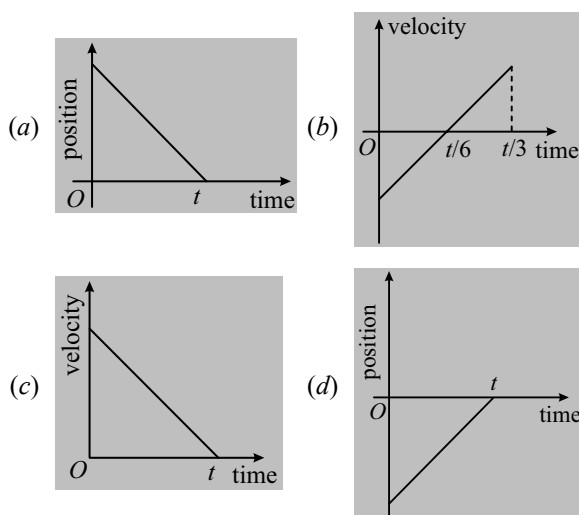 (a)
position
O
t
time
(b)
velocity
O
t/6
t/3
time
(c)
velocity
O
t
time
(d)
position
O
t
time